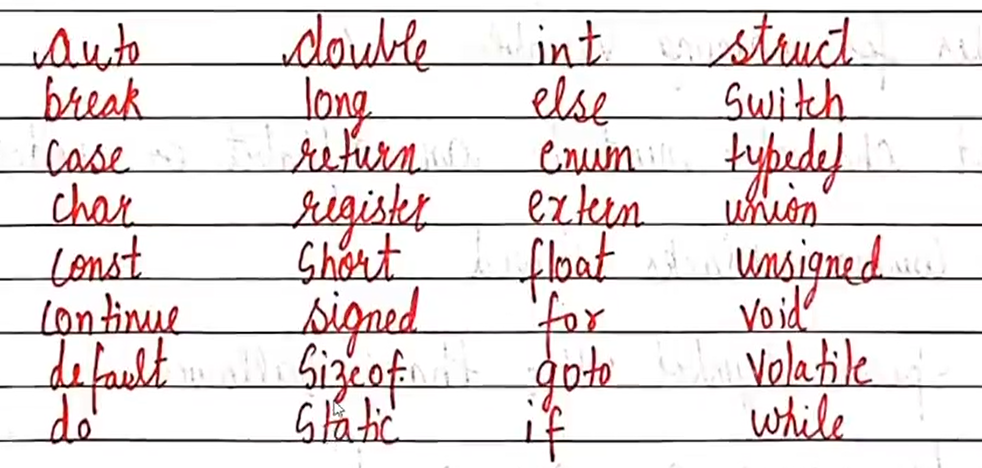 auto double int struct
break long else switch
case return enum typedef
char register extern union
const short float unsigned
continue signed for void
default sizeof goto volatile
do static if while